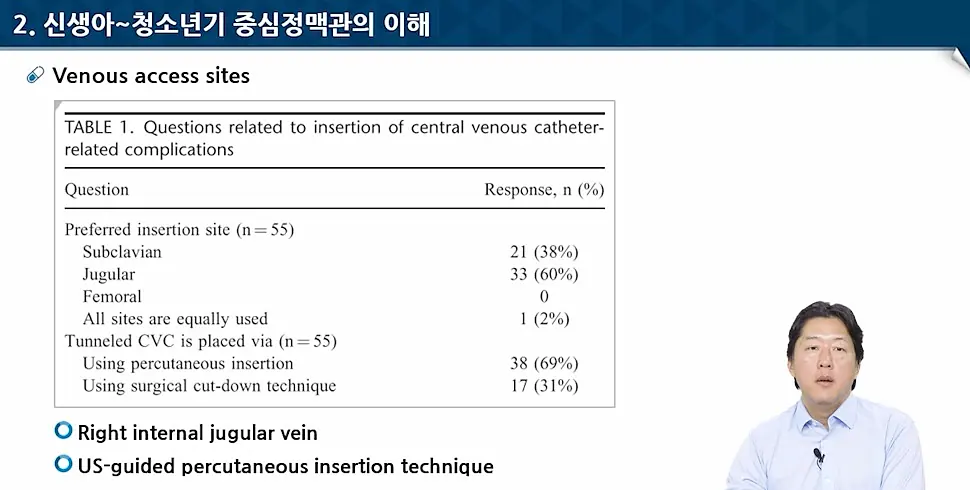 2. 신생아~청소년기 중심정맥관의 이해
Venous access sites
TABLE 1. Questions related to insertion of central venous catheter-
related complications
Question Response, n (%)
Preferred insertion site (n=55)
Subclavian 21 (38%)
Jugular 33 (60%)
Femoral 0
All sites are equally used 1 (2%)
Tunneled CVC is placed via (n=55)
Using percutaneous insertion 38 (69%)
Using surgical cut-down technique 17 (31%)
Right internal jugular vein
US-guided percutaneous insertion technique